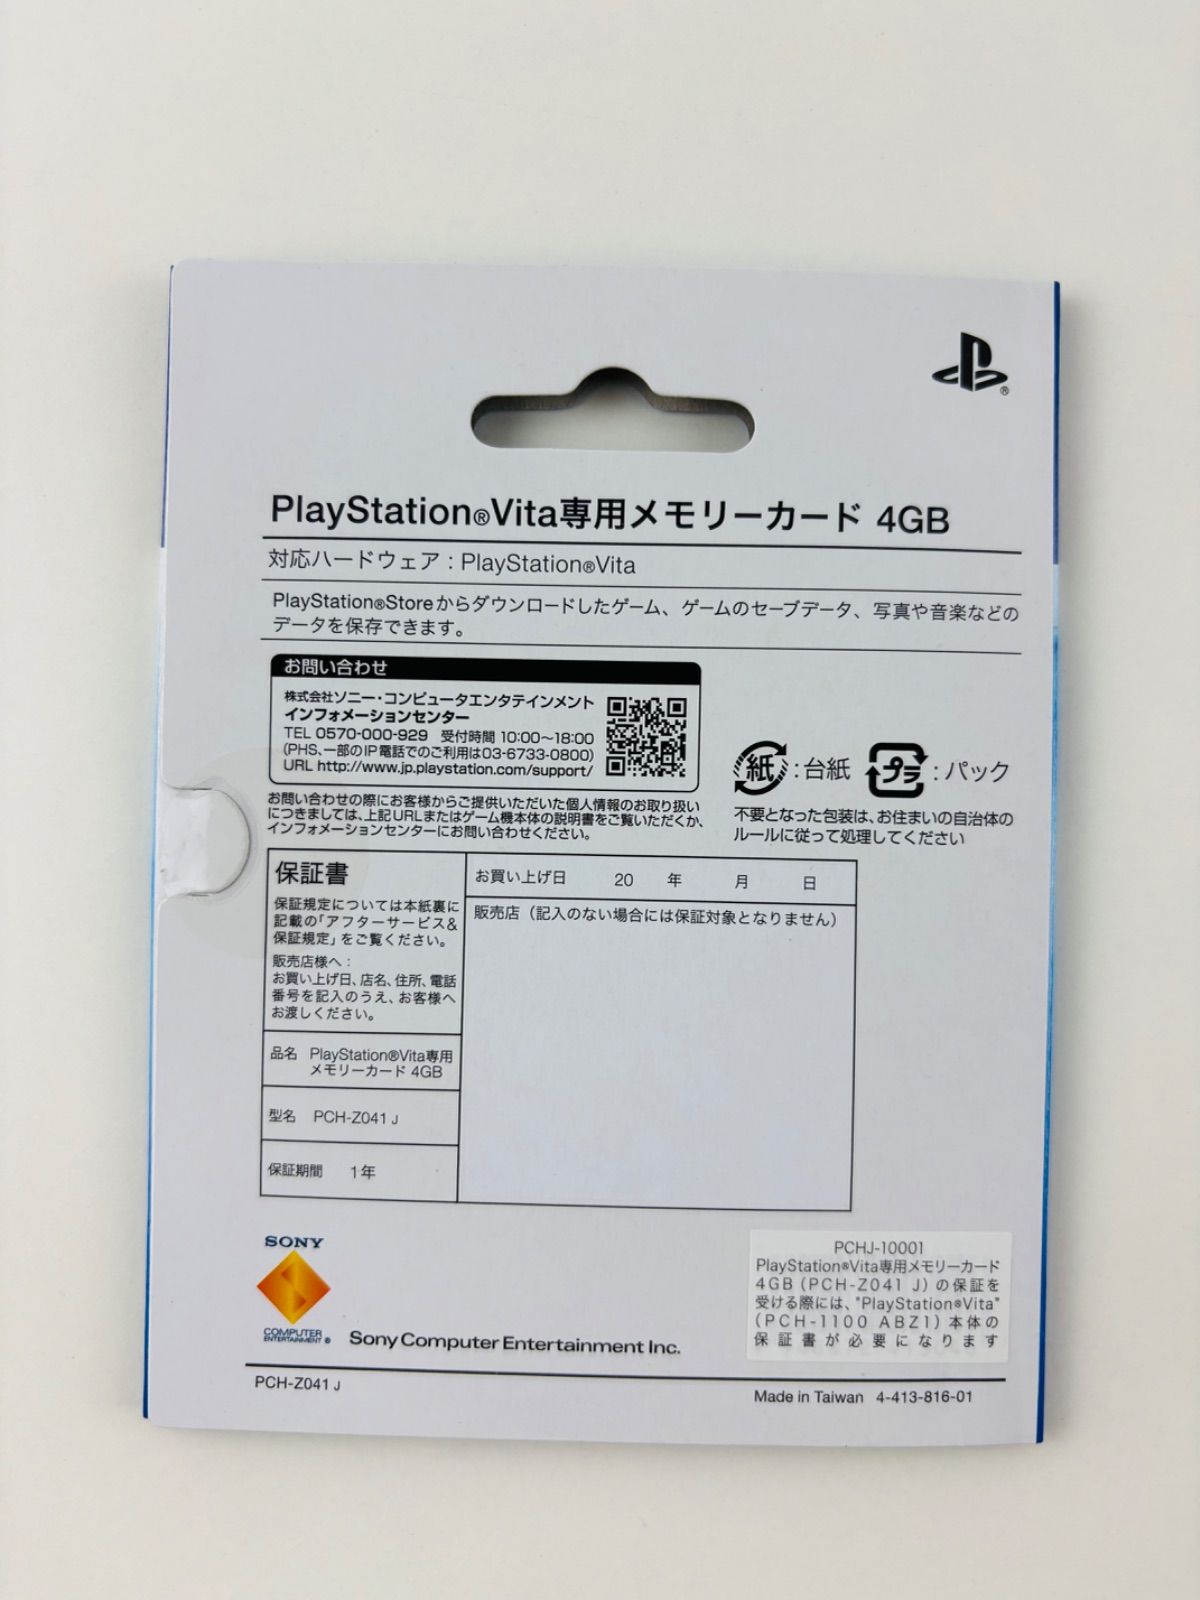 PlayStation®Vita専用メモリーカード 4GB
対応ハードウェア：PlayStation®Vita
PlayStation®Storeからダウンロードしたゲーム、ゲームのセーブデータ、写真や音楽などの
データを保存できます。
お問い合わせ
株式会社ソニー・コンピュータエンタテインメント
インフォメーションセンター
TEL 0570-000-929 受付時間 10:00〜18:00
(PHS、一部のIP電話でのご利用は03-6733-0800)
URL http://www.jp.playstation.com/support/
お問い合わせの際にお客様からご提供いただいた個人情報のお取り扱い
につきましては、上記URLまたはゲーム機本体の説明書をご覧いただくか、
インフォメーションセンターにお問い合わせください。
紙：台紙 プラ：パック
不要となった包装は、お住まいの自治体の
ルールに従って処理してください
保証書
保証規定については本紙裏に
記載の「アフターサービス&
保証規定」をご覧ください。
販売店様へ：
お買い上げ日、店名、住所、電話
番号を記入のうえ、お客様へ
お渡しください。
お買い上げ日 20 年 月 日
販売店（記入のない場合には保証対象となりません）
品名 PlayStation®Vita専用
メモリーカード 4GB
型名 PCH-Z041 J
保証期間 1年
SONY
COMPUTER
ENTERTAINMENT ®
Sony Computer Entertainment Inc.
PCHJ-10001
PlayStation®Vita専用メモリーカード
4GB（PCH-Z041 J）の保証を
受ける際には、"PlayStation®Vita"
（PCH-1100 ABZ1）本体の
保証書が必要になります
PCH-Z041 J
Made in Taiwan 4-413-816-01